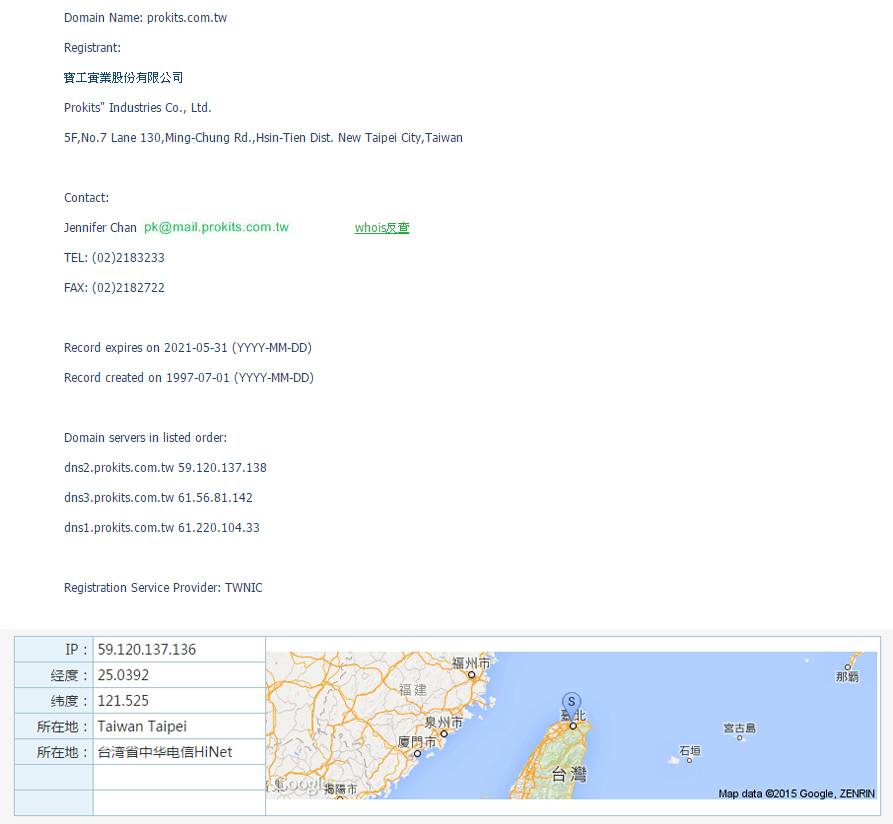 Domain Name: prokits.com.tw
Registrant:
寶工實業股份有限公司
Prokits" Industries Co., Ltd.
5F,No.7 Lane 130,Ming-Chung Rd.,Hsin-Tien Dist. New Taipei City,Taiwan
Contact:
Jennifer Chan pk@mail.prokits.com.tw whois反查
TEL: (02)2183233
FAX: (02)2182722
Record expires on 2021-05-31 (YYYY-MM-DD)
Record created on 1997-07-01 (YYYY-MM-DD)
Domain servers in listed order:
dns2.prokits.com.tw 59.120.137.138
dns3.prokits.com.tw 61.56.81.142
dns1.prokits.com.tw 61.220.104.33
Registration Service Provider: TWNIC
IP： 59.120.137.136
经度： 25.0392
纬度： 121.525
所在地： Taiwan Taipei
所在地： 台湾省中华电信HiNet
福州市
那覇
福建
S
臺北
泉州市
宮古島
廈門市
石垣
台灣
Google
揭陽市
Map data ©2015 Google, ZENRIN